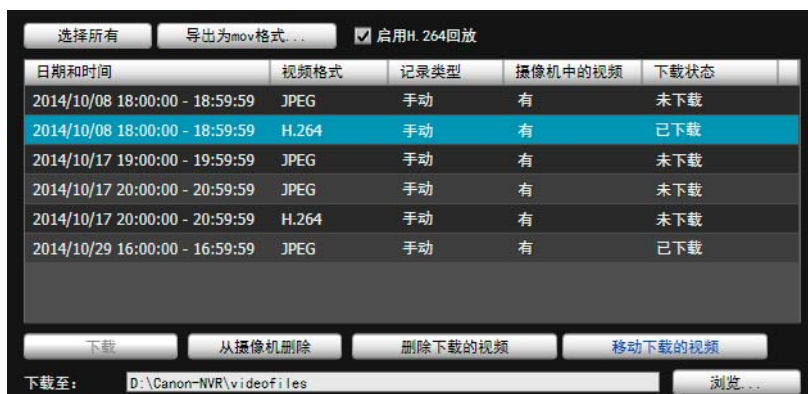 选择所有 导出为mov格式... 启用H.264回放
日期和时间 视频格式 记录类型 摄像机中的视频 下载状态
2014/10/08 18:00:00 - 18:59:59 JPEG 手动 有 未下载
2014/10/08 18:00:00 - 18:59:59 H.264 手动 有 已下载
2014/10/17 19:00:00 - 19:59:59 JPEG 手动 有 未下载
2014/10/17 20:00:00 - 20:59:59 JPEG 手动 有 未下载
2014/10/17 20:00:00 - 20:59:59 H.264 手动 有 未下载
2014/10/29 16:00:00 - 16:59:59 JPEG 手动 有 已下载
下载 从摄像机删除 删除下载的视频 移动下载的视频
下载至: D:\Canon-NVR\videofiles 浏览...